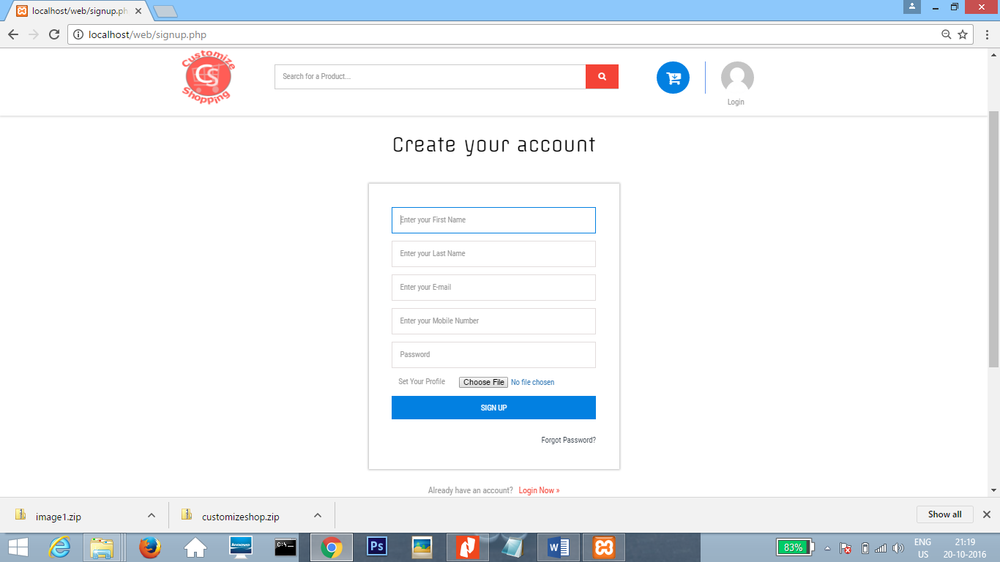 localhost/web/signup.ph
localhost/web/signup.php
Customize
CS
Shopping
Search for a Product...
Login
Create your account
Enter your First Name
Enter your Last Name
Enter your E-mail
Enter your Mobile Number
Password
Set Your Profile
Choose File
No file chosen
SIGN UP
Forgot Password?
Already have an account? Login Now »
image1.zip
customizeshop.zip
Show all
lenovo
C:\_
Ps
83%
ENG
US
21:19
20-10-2016